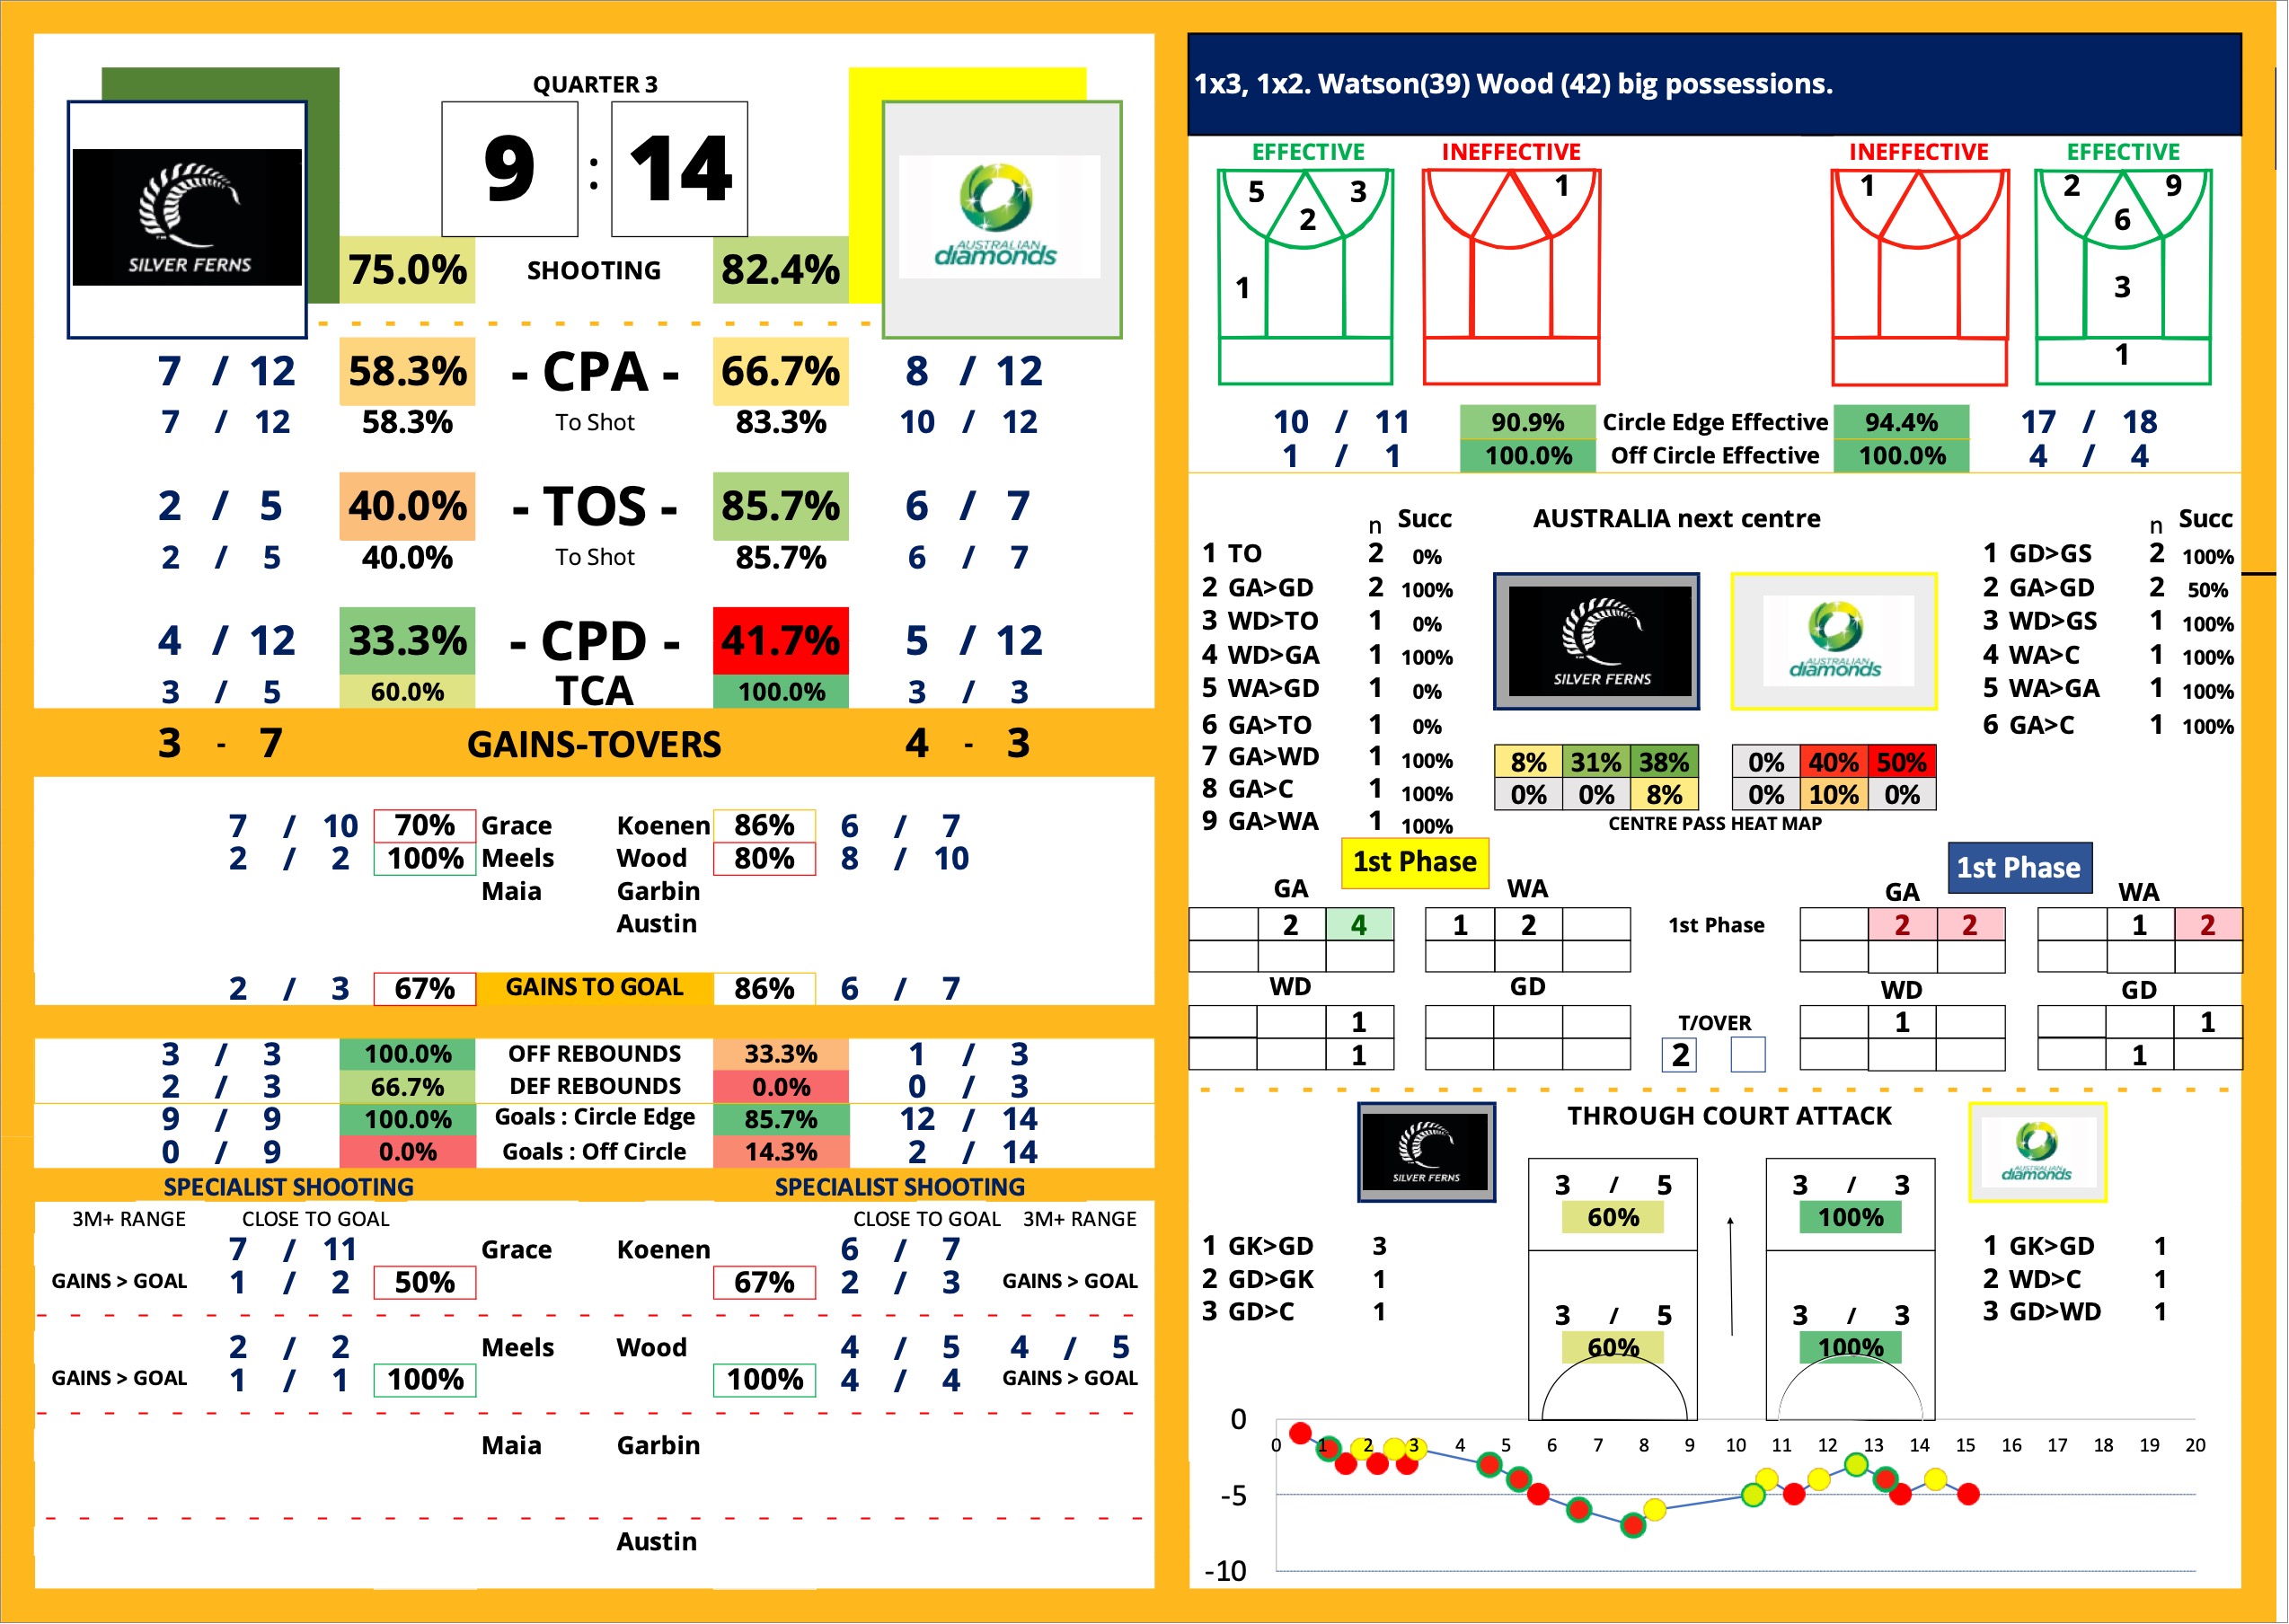 QUARTER 3
9 : 14
SILVER FERNS
AUSTRALIAN
diamonds
75.0% SHOOTING 82.4%
7 / 12 58.3% - CPA - 66.7% 8 / 12
7 / 12 58.3% To Shot 83.3% 10 / 12
2 / 5 40.0% - TOS - 85.7% 6 / 7
2 / 5 40.0% To Shot 85.7% 6 / 7
4 / 12 33.3% - CPD - 41.7% 5 / 12
3 / 5 60.0% TCA 100.0% 3 / 3
3 - 7 GAINS-TOVERS 4 - 3
7 / 10 70% Grace Koenen 86% 6 / 7
2 / 2 100% Meels Wood 80% 8 / 10
Maia Garbin
Austin
2 / 3 67% GAINS TO GOAL 86% 6 / 7
3 / 3 100.0% OFF REBOUNDS 33.3% 1 / 3
2 / 3 66.7% DEF REBOUNDS 0.0% 0 / 3
9 / 9 100.0% Goals : Circle Edge 85.7% 12 / 14
0 / 9 0.0% Goals : Off Circle 14.3% 2 / 14
SPECIALIST SHOOTING SPECIALIST SHOOTING
3M+ RANGE CLOSE TO GOAL CLOSE TO GOAL 3M+ RANGE
7 / 11 Grace Koenen 6 / 7
GAINS > GOAL 1 / 2 50% 67% 2 / 3 GAINS > GOAL
2 / 2 Meels Wood 4 / 5 4 / 5
GAINS > GOAL 1 / 1 100% 100% 4 / 4 GAINS > GOAL
Maia Garbin
Austin
1x3, 1x2. Watson(39) Wood (42) big possessions.
EFFECTIVE INEFFECTIVE INEFFECTIVE EFFECTIVE
5 3 1 1 2 9
2 6
1 3
1
10 / 11 90.9% Circle Edge Effective 94.4% 17 / 18
1 / 1 100.0% Off Circle Effective 100.0% 4 / 4
n Succ AUSTRALIA next centre n Succ
1 TO 2 0% 1 GD>GS 2 100%
2 GA>GD 2 100% 2 GA>GD 2 50%
3 WD>TO 1 0% 3 WD>GS 1 100%
4 WD>GA 1 100% 4 WA>C 1 100%
5 WA>GD 1 0% 5 WA>GA 1 100%
6 GA>TO 1 0% 6 GA>C 1 100%
SILVER FERNS
AUSTRALIAN
diamonds
7 GA>WD 1 100% 8% 31% 38% 0% 40% 50%
8 GA>C 1 100% 0% 0% 8% 0% 10% 0%
9 GA>WA 1 100% CENTRE PASS HEAT MAP
1st Phase 1st Phase
GA WA GA WA
2 4 1 2 1st Phase 2 2 1 2
WD GD WD GD
1 T/OVER 1 1
1 2 1
THROUGH COURT ATTACK
SILVER FERNS
AUSTRALIAN
diamonds
3 / 5 3 / 3
60% 100%
1 GK>GD 3 1 GK>GD 1
2 GD>GK 1 2 WD>C 1
3 GD>C 1 3 / 5 3 / 3 3 GD>WD 1
60% 100%
0
0 1 2 3 4 5 6 7 8 9 10 11 12 13 14 15 16 17 18 19 20
-5
-10